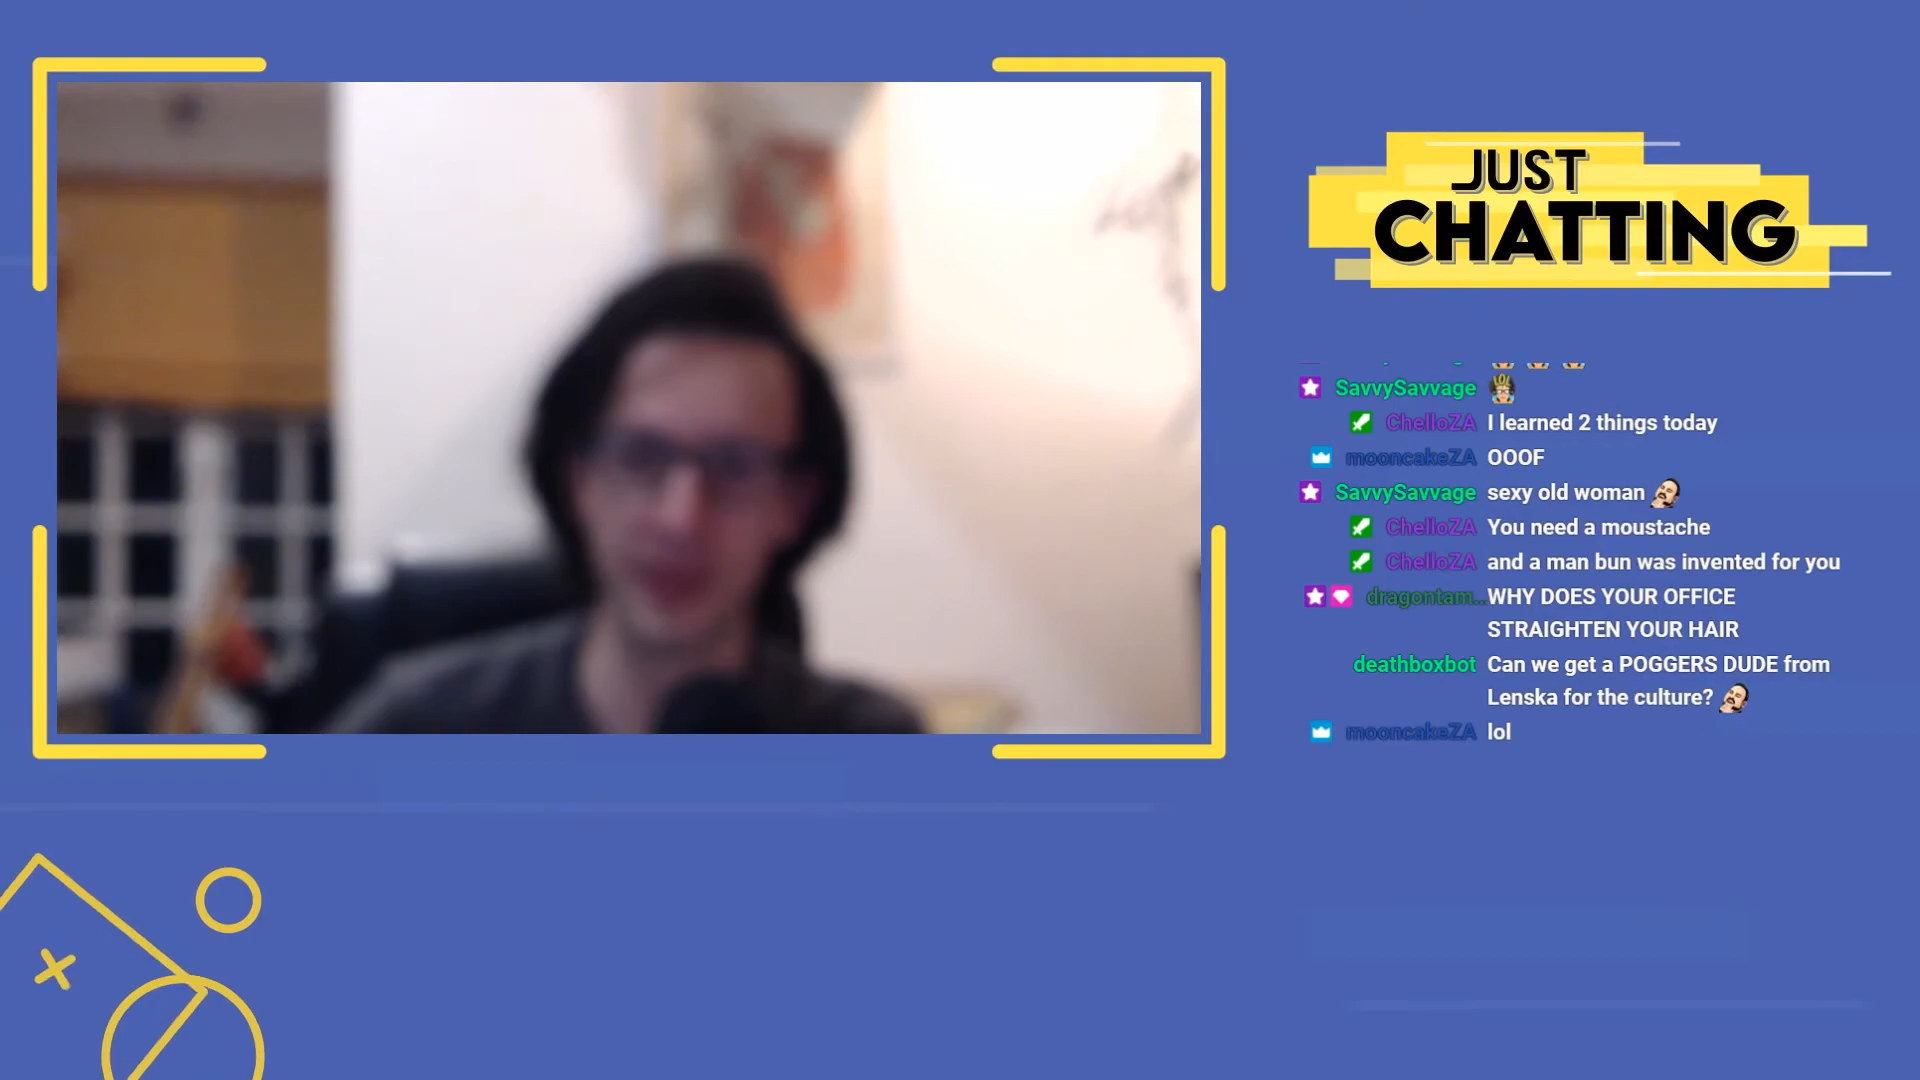 JUST
CHATTING
SavvySavvage
ChelloZA I learned 2 things today
mooncakeZA OOOF
SavvySavvage sexy old woman
ChelloZA You need a moustache
ChelloZA and a man bun was invented for you
dragontam... WHY DOES YOUR OFFICE
STRAIGHTEN YOUR HAIR
deathboxbot Can we get a POGGERS DUDE from
Lenska for the culture?
mooncakeZA lol